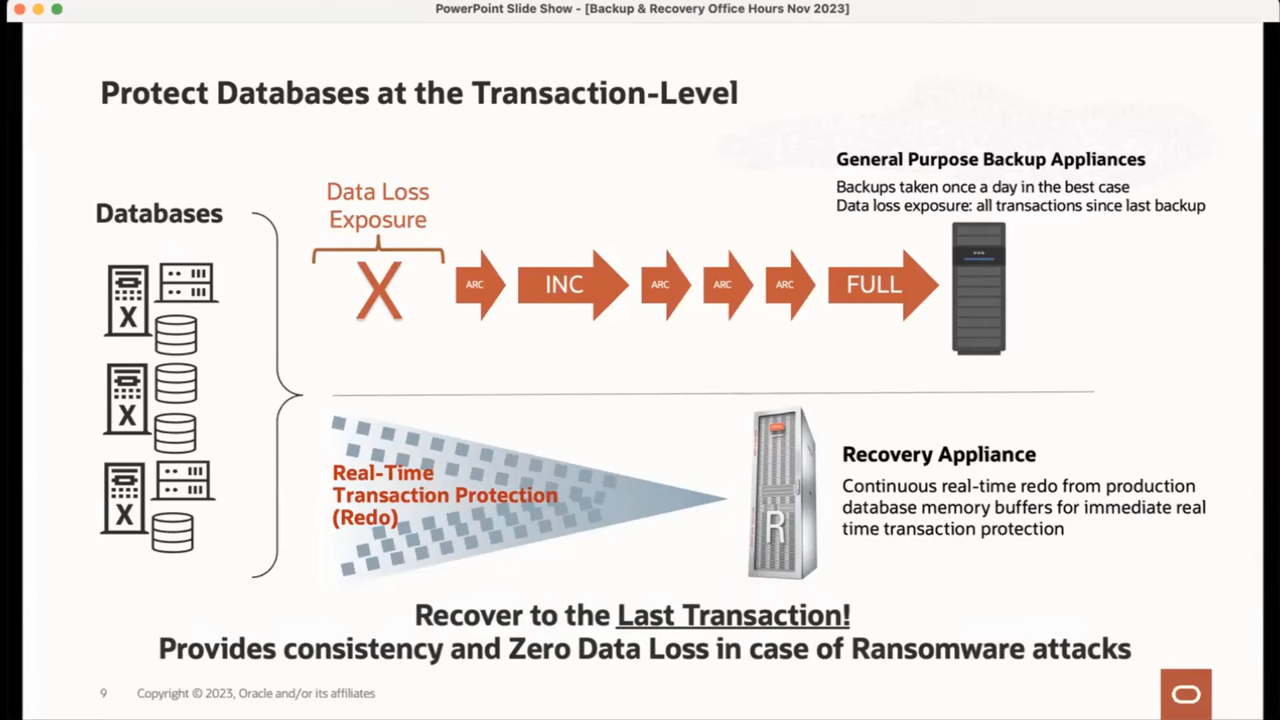 PowerPoint Slide Show - [Backup & Recovery Office Hours Nov 2023]
Protect Databases at the Transaction-Level
General Purpose Backup Appliances
Backups taken once a day in the best case
Data loss exposure: all transactions since last backup
Databases
Data Loss
Exposure
X
ARC
INC
ARC
ARC
ARC
FULL
X
X
X
Real-Time
Transaction Protection
(Redo)
R
Recovery Appliance
Continuous real-time redo from production
database memory buffers for immediate real
time transaction protection
Recover to the Last Transaction!
Provides consistency and Zero Data Loss in case of Ransomware attacks
9 Copyright © 2023, Oracle and/or its affiliates